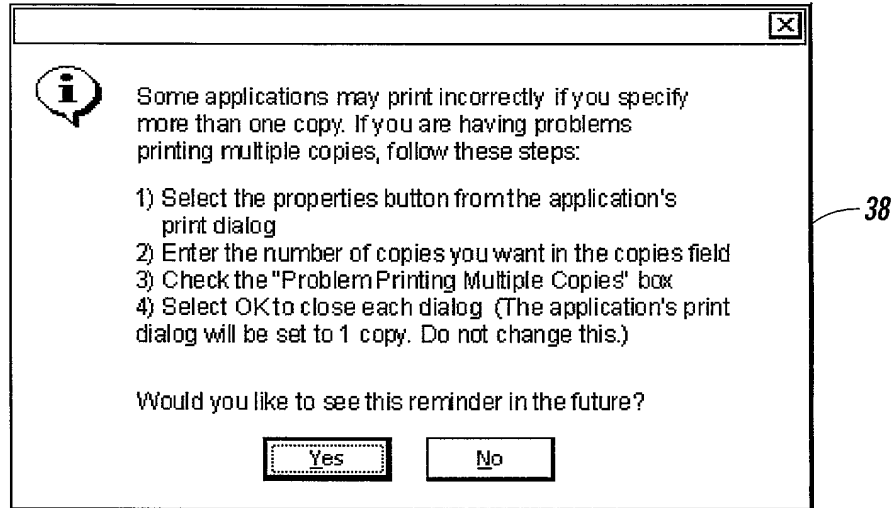 Some applications may print incorrectly if you specify
more than one copy. If you are having problems
printing multiple copies, follow these steps:
1) Select the properties button from the application's
print dialog
2) Enter the number of copies you want in the copies field
3) Check the "Problem Printing Multiple Copies" box
4) Select OK to close each dialog (The application's print
dialog will be set to 1 copy. Do not change this.)
Would you like to see this reminder in the future?
Yes No
38